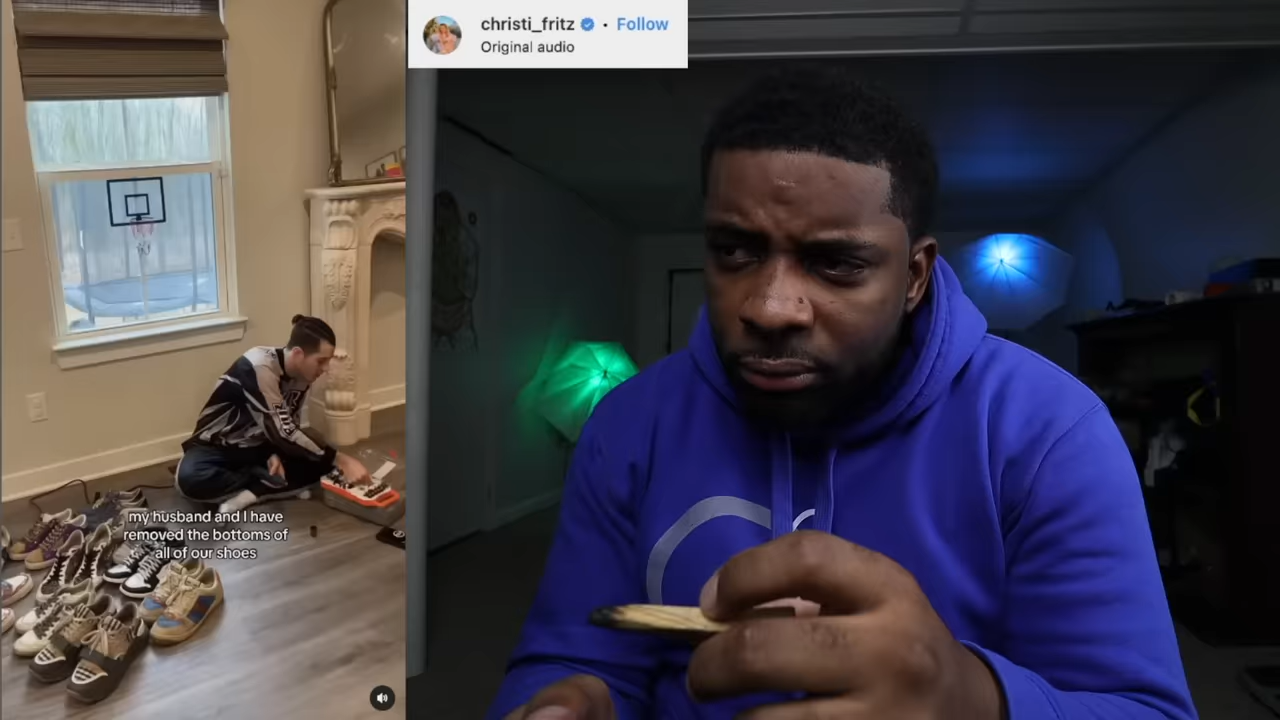 christi_fritz • Follow
Original audio
my husband and I have
removed the bottoms of
all of our shoes